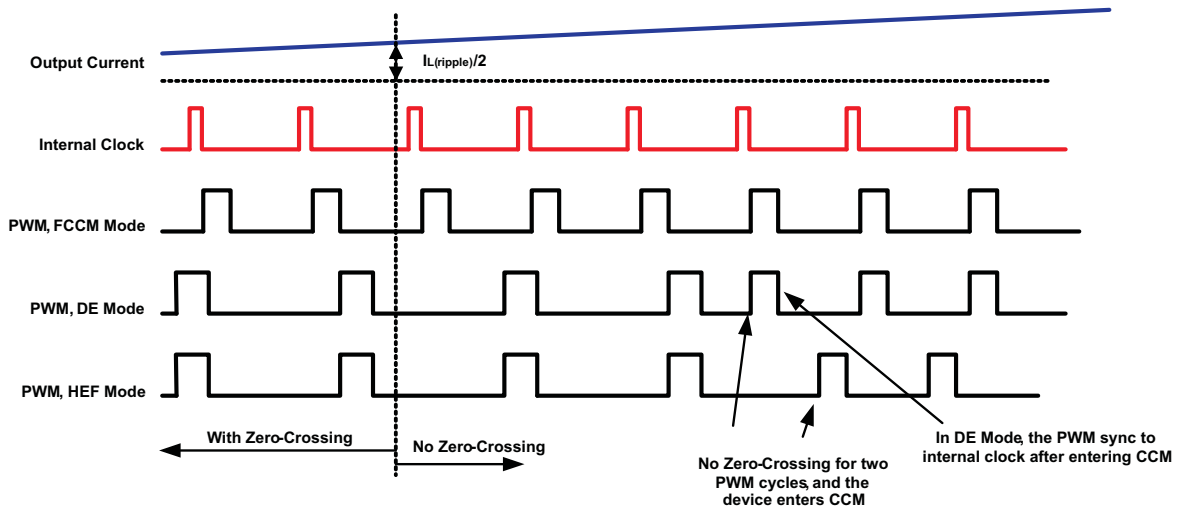 Output Current
IL(ripple)/2
Internal Clock
PWM, FCCM Mode
PWM, DE Mode
PWM, HEF Mode
With Zero-Crossing
No Zero-Crossing
No Zero-Crossing for two
PWM cycles, and the
device enters CCM
In DE Mode, the PWM sync to
internal clock after entering CCM